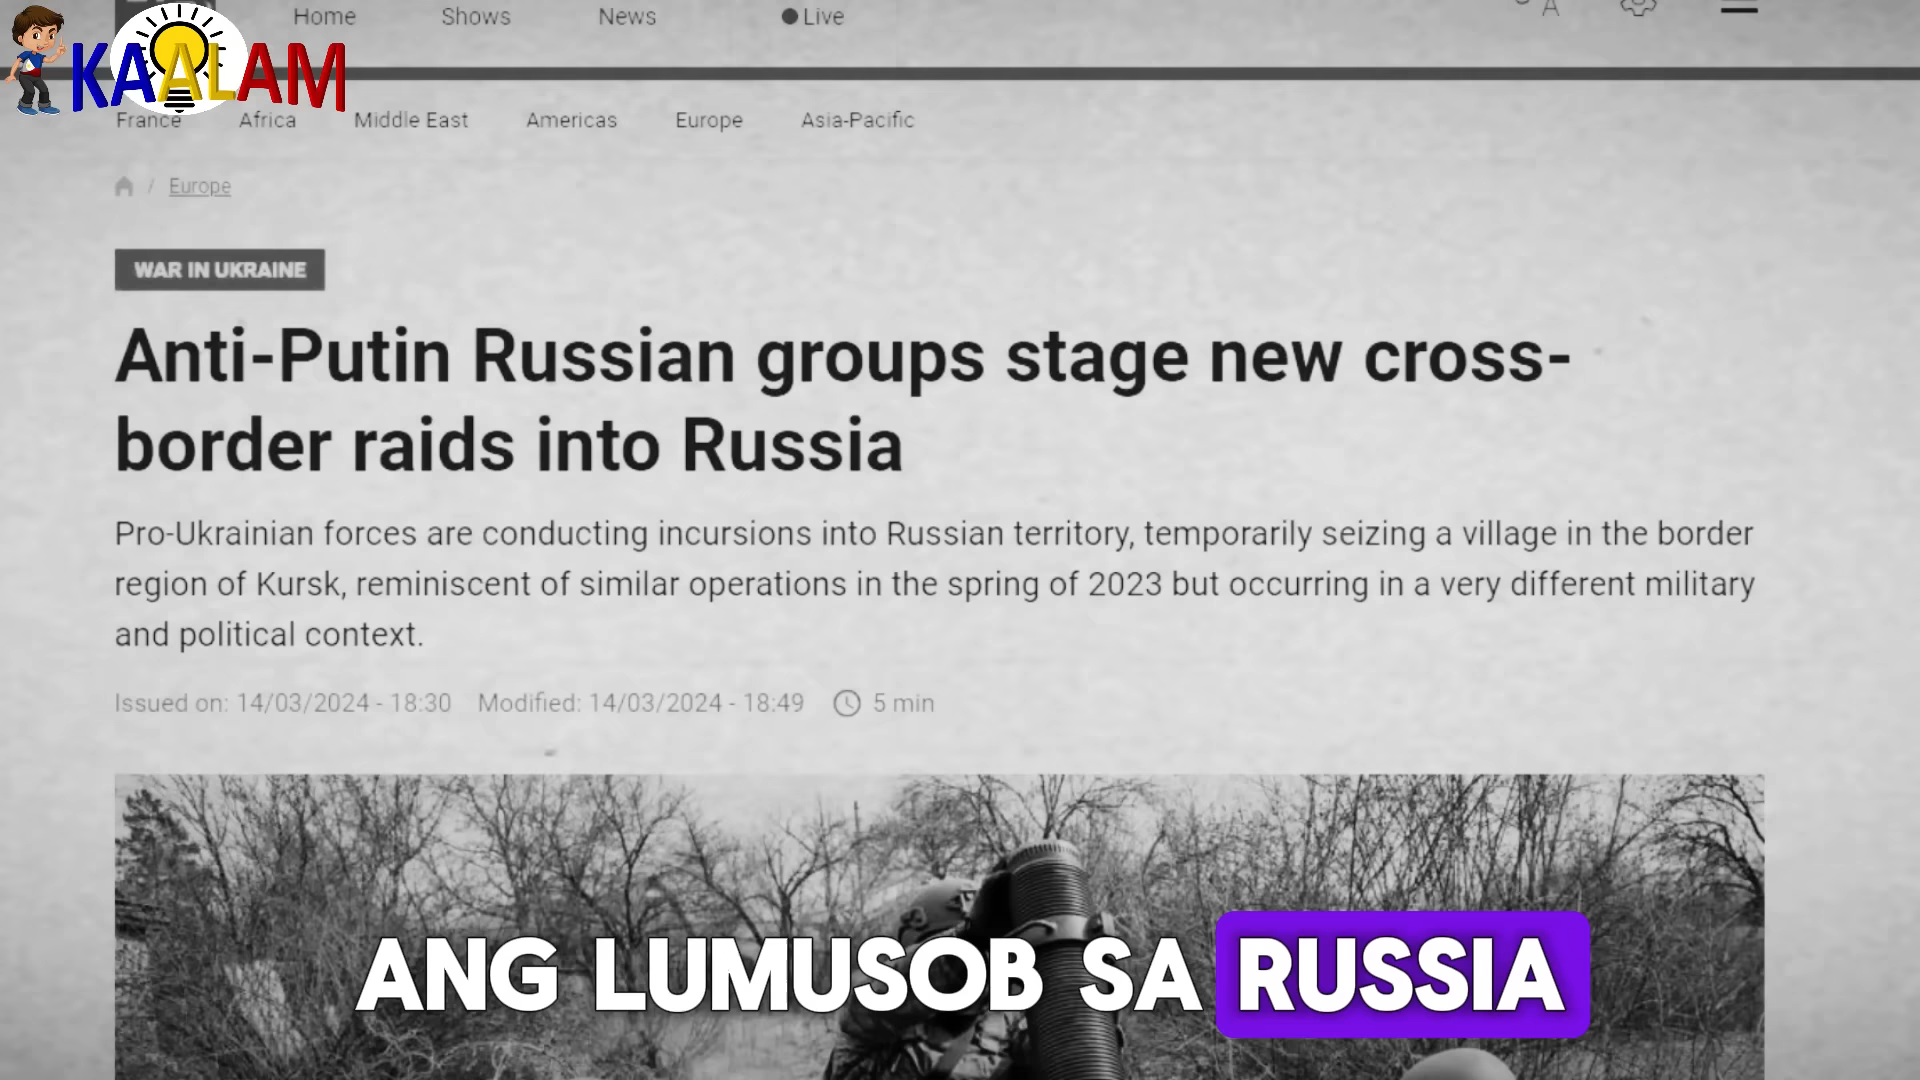 Home Shows News Live
KAALAM
France Africa Middle East Americas Europe Asia-Pacific
/ Europe
WAR IN UKRAINE
Anti-Putin Russian groups stage new cross-
border raids into Russia
Pro-Ukrainian forces are conducting incursions into Russian territory, temporarily seizing a village in the border
region of Kursk, reminiscent of similar operations in the spring of 2023 but occurring in a very different military
and political context.
Issued on: 14/03/2024 - 18:30 Modified: 14/03/2024 - 18:49 5 min
ANG LUMUSOB SA RUSSIA